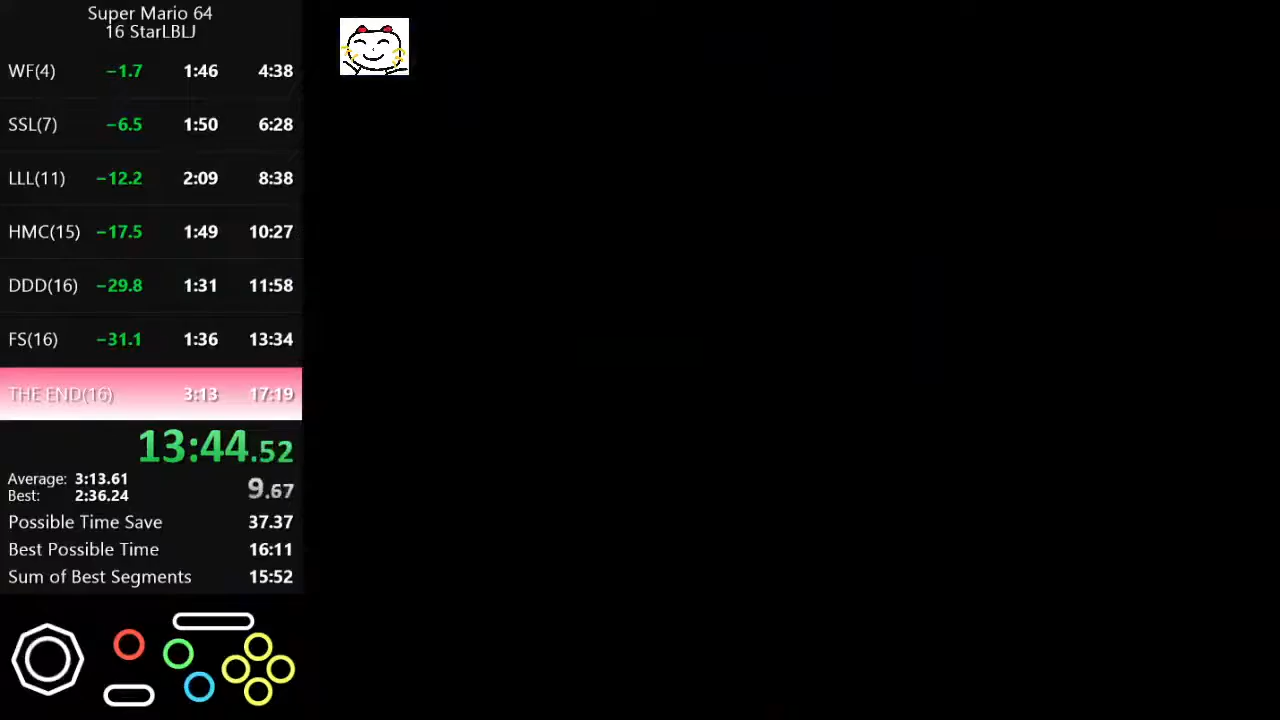 Super Mario 64
16 StarLBLJ
WF(4) −1.7 1:46 4:38
SSL(7) −6.5 1:50 6:28
LLL(11) −12.2 2:09 8:38
HMC(15) −17.5 1:49 10:27
DDD(16) −29.8 1:31 11:58
FS(16) −31.1 1:36 13:34
THE END(16) 3:13 17:19
13:44.52
Average: 3:13.61
Best: 2:36.24
9.67
Possible Time Save 37.37
Best Possible Time 16:11
Sum of Best Segments 15:52